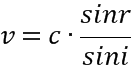 v = c · sinr / sini